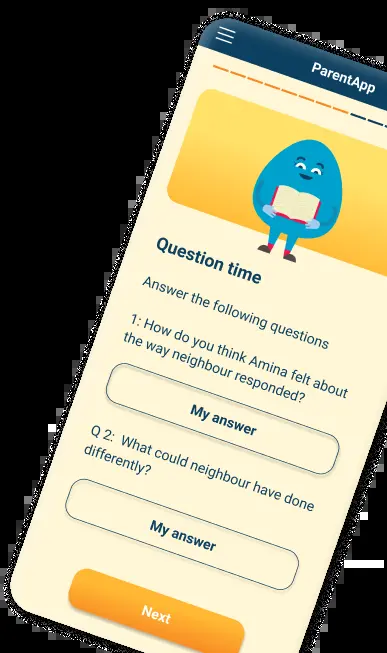 ParentApp
Question time
Answer the following questions
1: How do you think Amina felt about
the way neighbour responded?
My answer
Q 2: What could neighbour have done
differently?
My answer
Next